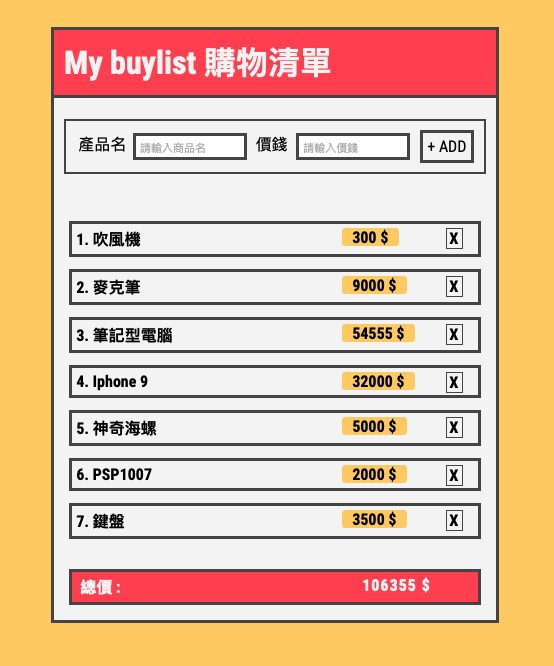 My buylist 購物清單
產品名 請輸入商品名 價錢 請輸入價錢 + ADD
1. 吹風機 300 $ X
2. 麥克筆 9000 $ X
3. 筆記型電腦 54555 $ X
4. Iphone 9 32000 $ X
5. 神奇海螺 5000 $ X
6. PSP1007 2000 $ X
7. 鍵盤 3500 $ X
總價 : 106355 $